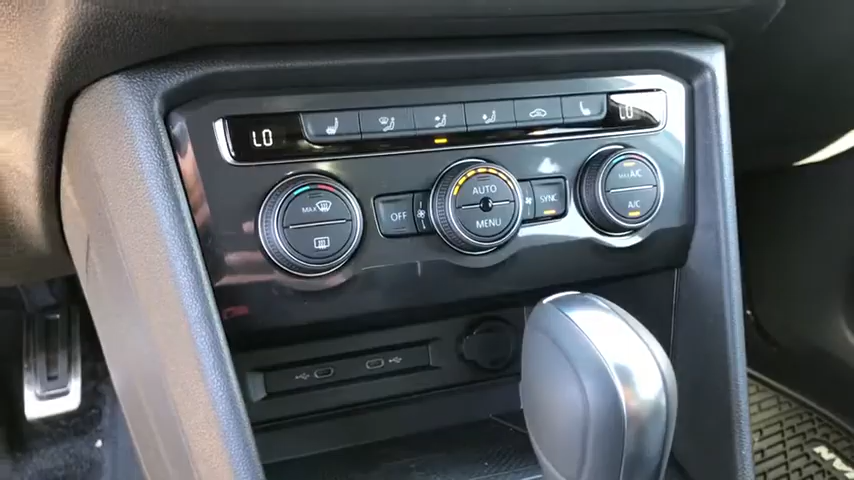 LO
LO
MAX
OFF
AUTO
MENU
SYNC
MAX A/C
A/C